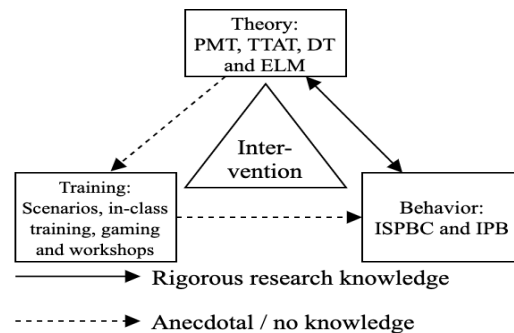 Theory:
PMT, TTAT, DT
and ELM
Inter-
vention
Training:
Scenarios, in-class
training, gaming
and workshops
Behavior:
ISPBC and IPB
Rigorous research knowledge
Anecdotal / no knowledge